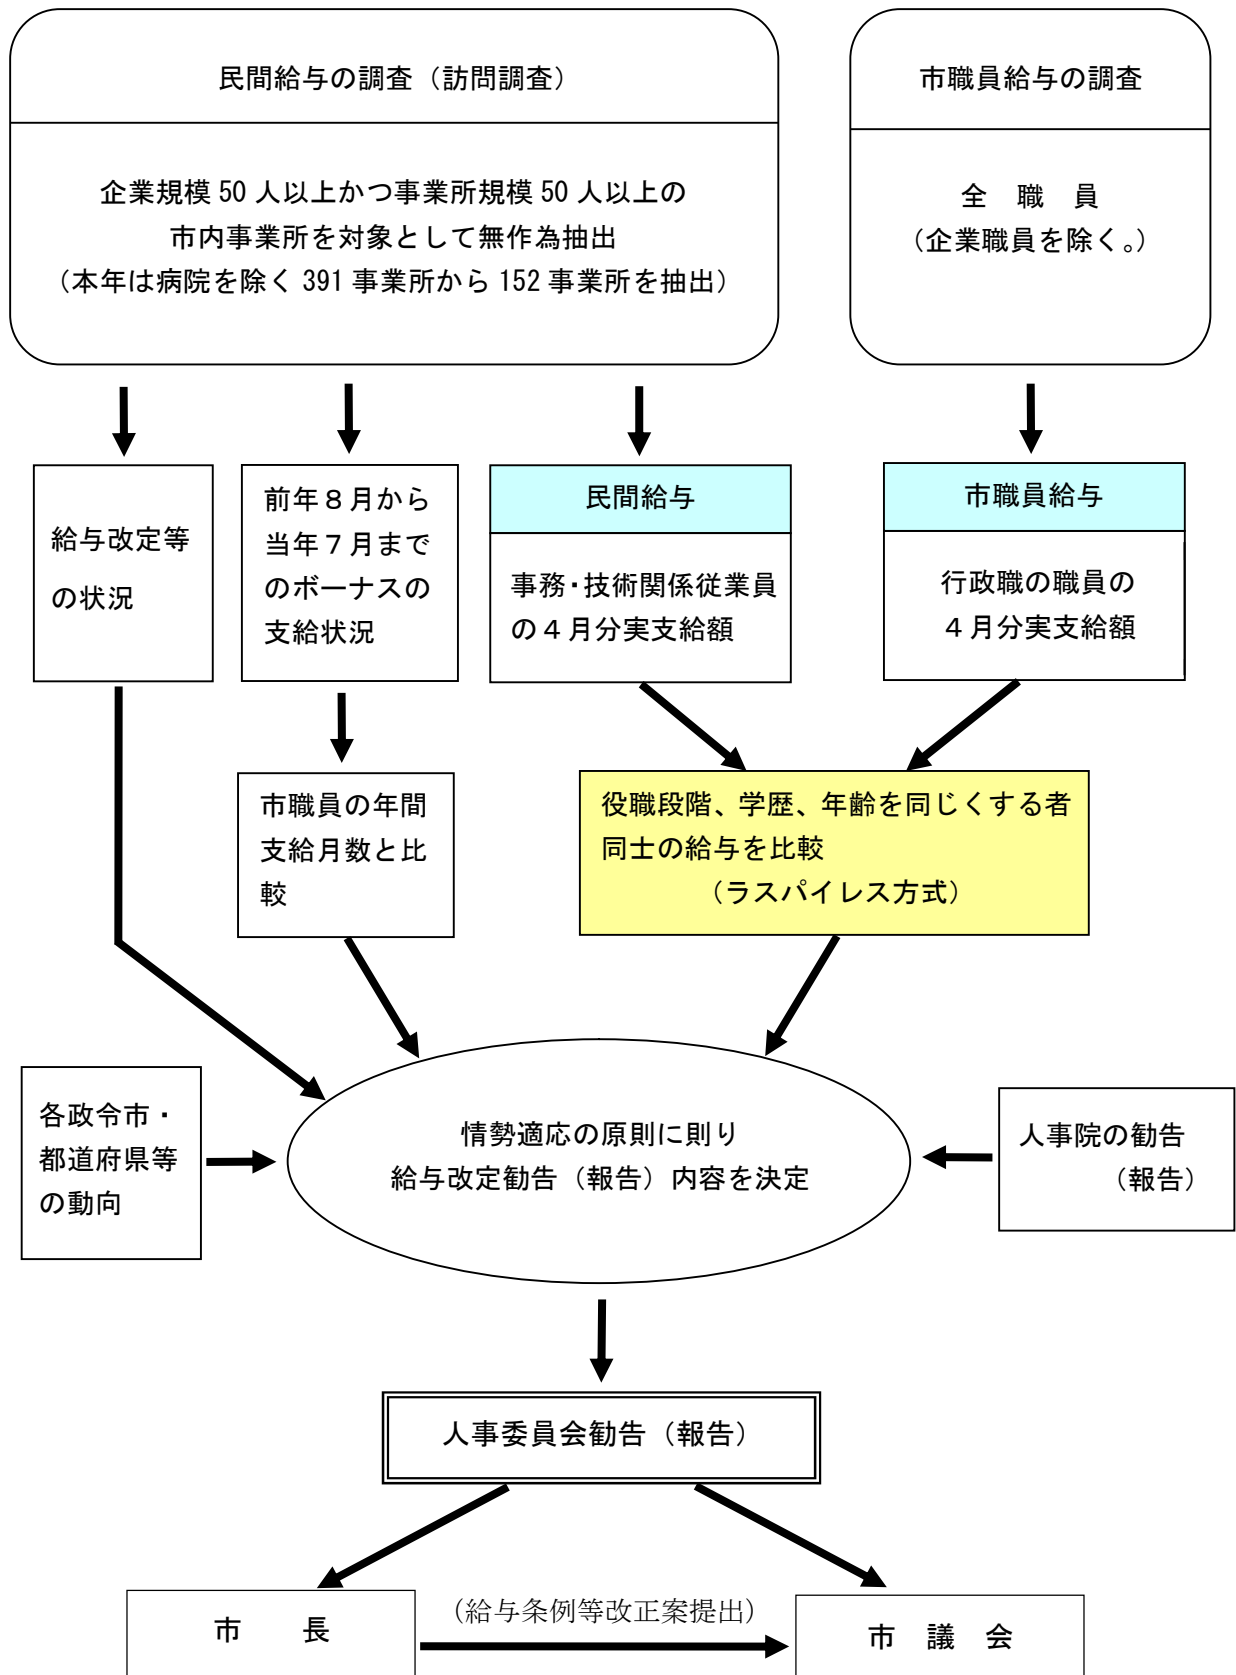 民間給与の調査（訪問調査）
企業規模 50 人以上かつ事業所規模 50 人以上の
市内事業所を対象として無作為抽出
（本年は病院を除く 391 事業所から 152 事業所を抽出）
市職員給与の調査
全　職　員
（企業職員を除く。）
給与改定等
の状況
前年８月から
当年７月まで
のボーナスの
支給状況
民間給与
事務・技術関係従業員
の４月分実支給額
市職員給与
行政職の職員の
４月分実支給額
市職員の年間
支給月数と比
較
役職段階、学歴、年齢を同じくする者
同士の給与を比較
（ラスパイレス方式）
各政令市・
都道府県等
の動向
情勢適応の原則に則り
給与改定勧告（報告）内容を決定
人事院の勧告
（報告）
人事委員会勧告（報告）
市　　長
（給与条例等改正案提出）
市　議　会